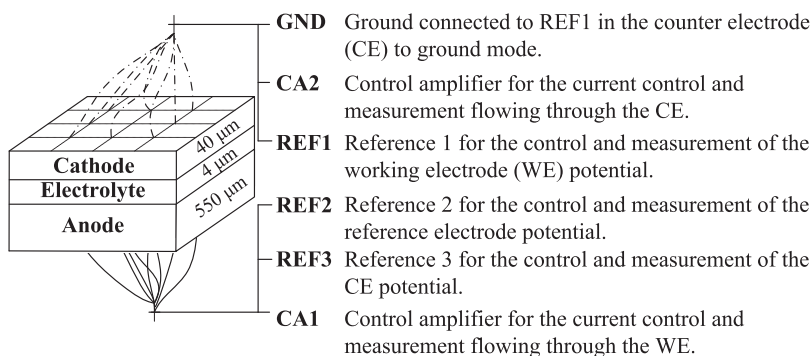 GND Ground connected to REF1 in the counter electrode
(CE) to ground mode.
CA2 Control amplifier for the current control and
measurement flowing through the CE.
REF1 Reference 1 for the control and measurement of the
working electrode (WE) potential.
REF2 Reference 2 for the control and measurement of the
reference electrode potential.
REF3 Reference 3 for the control and measurement of the
CE potential.
CA1 Control amplifier for the current control and
measurement flowing through the WE.
Cathode 40 μm
Electrolyte 4 μm
Anode 550 μm